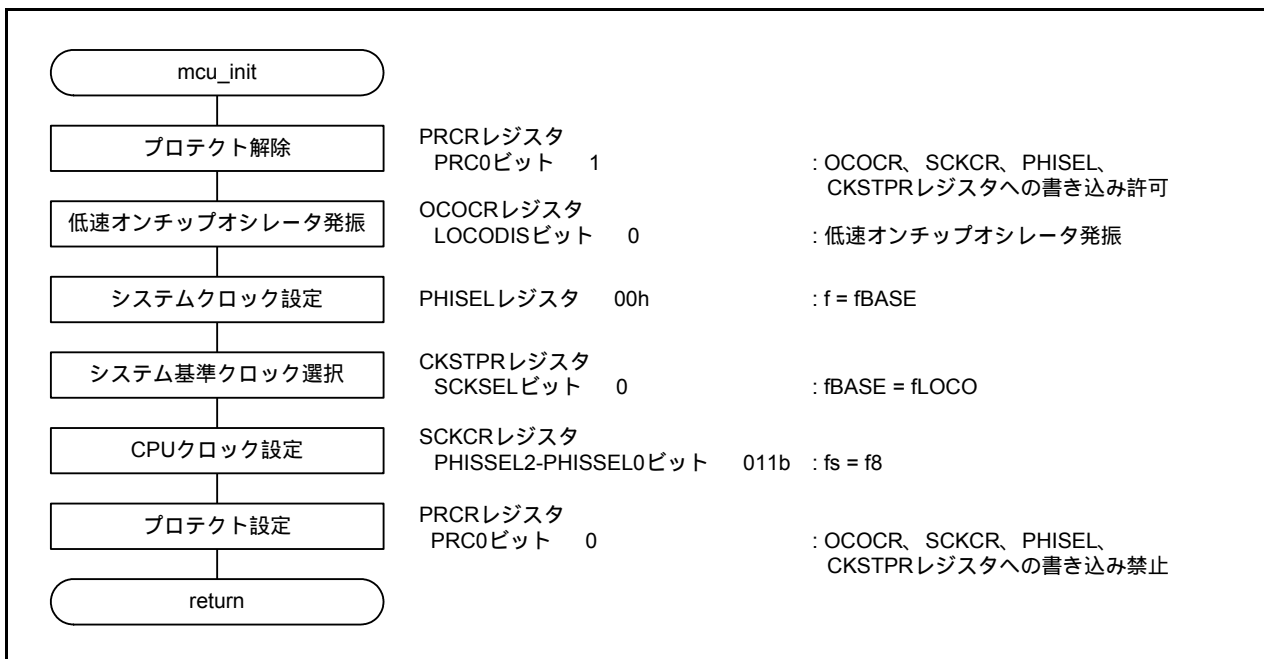 mcu_init
プロテクト解除
PRCRレジスタ
PRC0ビット 1 : OCOCR、SCKCR、PHISEL、
CKSTPRレジスタへの書き込み許可
低速オンチップオシレータ発振
OCOCRレジスタ
LOCODISビット 0 : 低速オンチップオシレータ発振
システムクロック設定
PHISELレジスタ 00h : f = fBASE
システム基準クロック選択
CKSTPRレジスタ
SCKSELビット 0 : fBASE = fLOCO
CPUクロック設定
SCKCRレジスタ
PHISSEL2-PHISSEL0ビット 011b : fs = f8
プロテクト設定
PRCRレジスタ
PRC0ビット 0 : OCOCR、SCKCR、PHISEL、
CKSTPRレジスタへの書き込み禁止
return